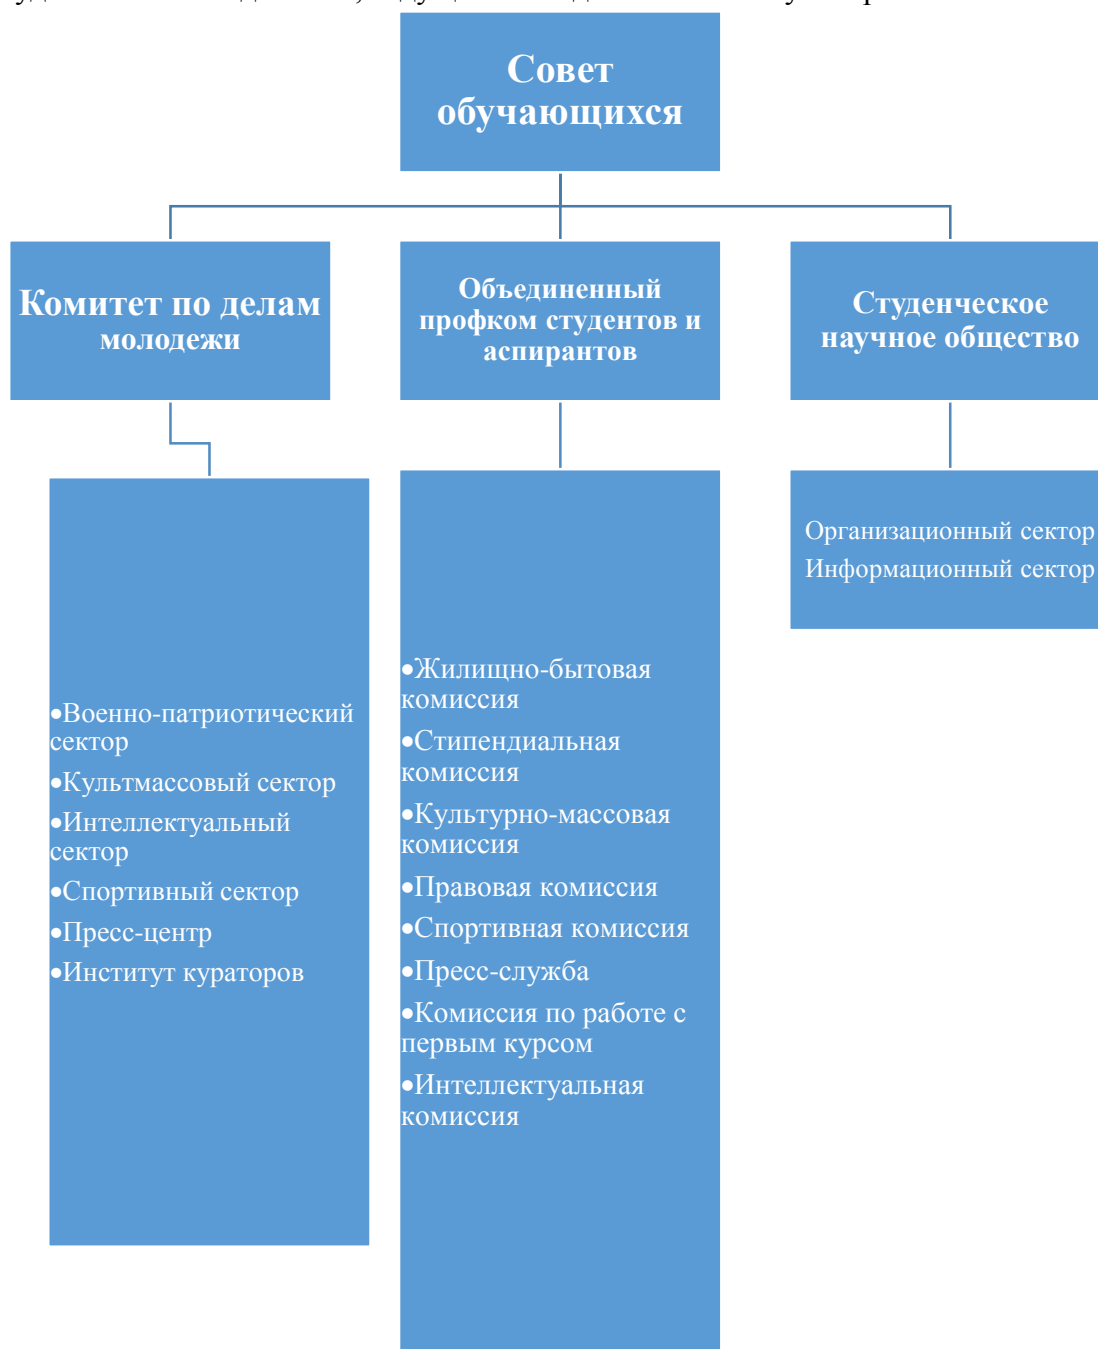 Совет
обучающихся
Комитет по делам
молодежи
Объединенный
профком студентов и
аспирантов
Студенческое
научное общество
•Военно-патриотический
сектор
•Культмассовый сектор
•Интеллектуальный
сектор
•Спортивный сектор
•Пресс-центр
•Институт кураторов
•Жилищно-бытовая
комиссия
•Стипендиальная
комиссия
•Культурно-массовая
комиссия
•Правовая комиссия
•Спортивная комиссия
•Пресс-служба
•Комиссия по работе с
первым курсом
•Интеллектуальная
комиссия
Организационный сектор
Информационный сектор